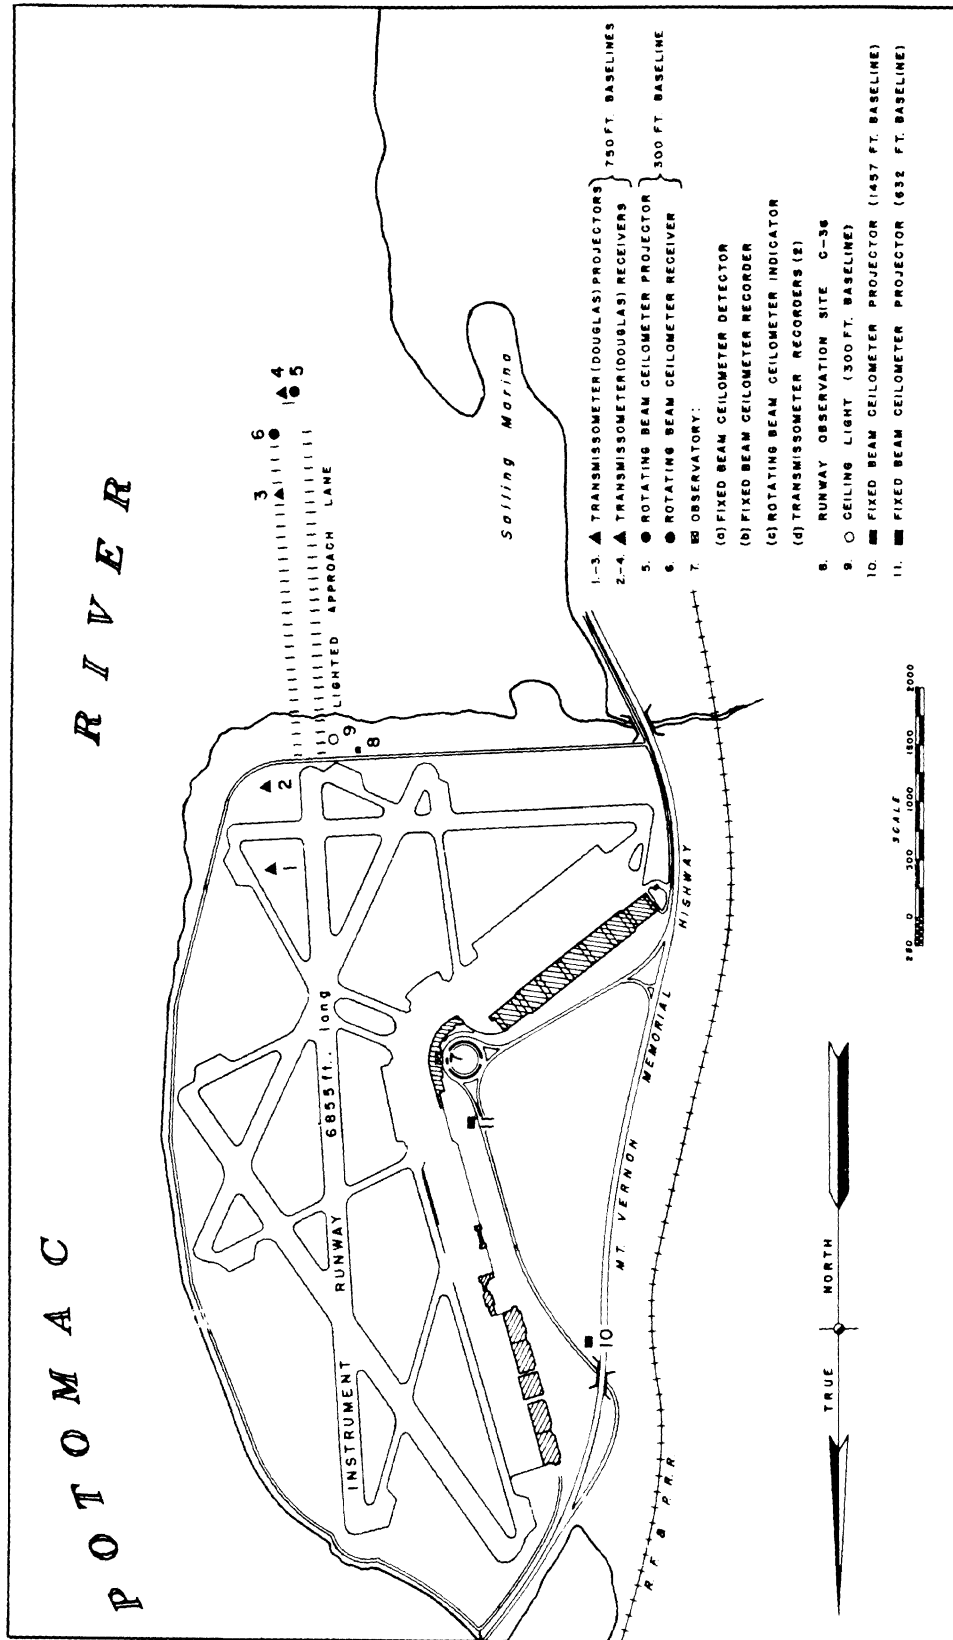 POTOMAC RIVER
3
6
4
5
LIGHTED APPROACH LANE
9
8
2
1
INSTRUMENT RUNWAY 6855 ft. long
7
11
10
Sailing Marina
MT. VERNON MEMORIAL HIGHWAY
R. F. & P. R.R.
1.-3. ▲ TRANSMISSOMETER (DOUGLAS) PROJECTORS
2.-4. ▲ TRANSMISSOMETER (DOUGLAS) RECEIVERS
750 FT. BASELINES
5. ● ROTATING BEAM CEILOMETER PROJECTOR
6. ● ROTATING BEAM CEILOMETER RECEIVER
300 FT. BASELINE
7. OBSERVATORY:
(a) FIXED BEAM CEILOMETER DETECTOR
(b) FIXED BEAM CEILOMETER RECORDER
(c) ROTATING BEAM CEILOMETER INDICATOR
(d) TRANSMISSOMETER RECORDERS (2)
8. RUNWAY OBSERVATION SITE C-36
9. ○ CEILING LIGHT (300 FT. BASELINE)
10. ■ FIXED BEAM CEILOMETER PROJECTOR (1457 FT. BASELINE)
11. ■ FIXED BEAM CEILOMETER PROJECTOR (632 FT. BASELINE)
TRUE NORTH
SCALE
250 0 500 1000 1500 2000